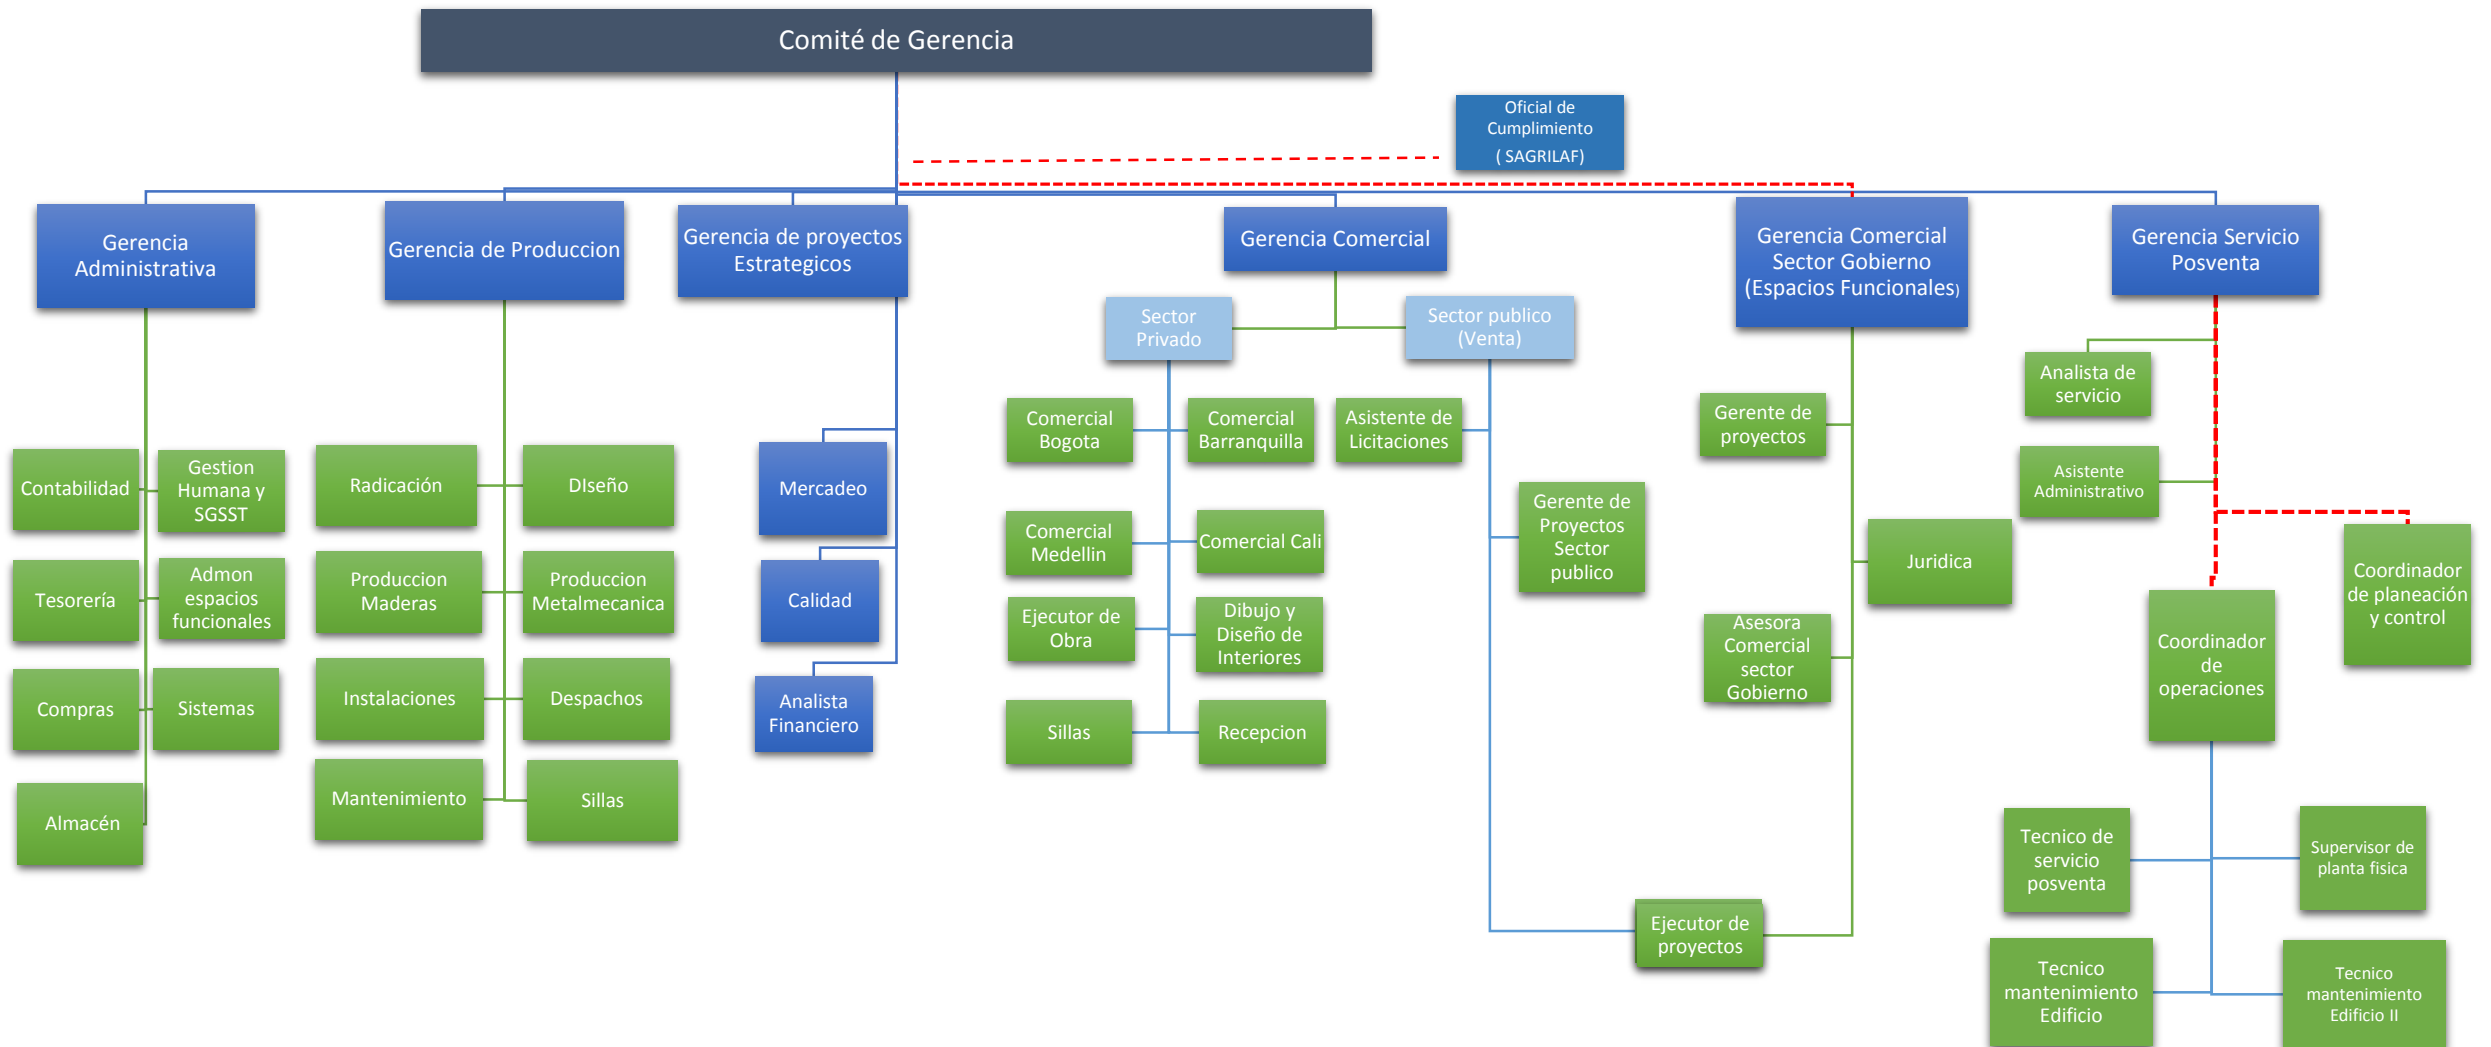 Comité de Gerencia
Oficial de
Cumplimiento
( SAGRILAF)
Gerencia
Administrativa
Gerencia de Produccion
Gerencia de proyectos
Estrategicos
Gerencia Comercial
Gerencia Comercial
Sector Gobierno
(Espacios Funcionales)
Gerencia Servicio
Posventa
Sector
Privado
Sector publico
(Venta)
Analista de
servicio
Comercial
Bogota
Comercial
Barranquilla
Asistente de
Licitaciones
Gerente de
proyectos
Contabilidad
Gestion
Humana y
SGSST
Radicación
DIseño
Mercadeo
Asistente
Administrativo
Comercial
Medellin
Comercial Cali
Gerente de
Proyectos
Sector
publico
Juridica
Coordinador
de planeación
y control
Tesorería
Admon
espacios
funcionales
Produccion
Maderas
Produccion
Metalmecanica
Calidad
Ejecutor de
Obra
Dibujo y
Diseño de
Interiores
Asesora
Comercial
sector
Gobierno
Coordinador
de
operaciones
Compras
Sistemas
Instalaciones
Despachos
Analista
Financiero
Sillas
Recepcion
Almacén
Mantenimiento
Sillas
Tecnico de
servicio
posventa
Supervisor de
planta fisica
Ejecutor de
proyectos
Tecnico
mantenimiento
Edificio
Tecnico
mantenimiento
Edificio II